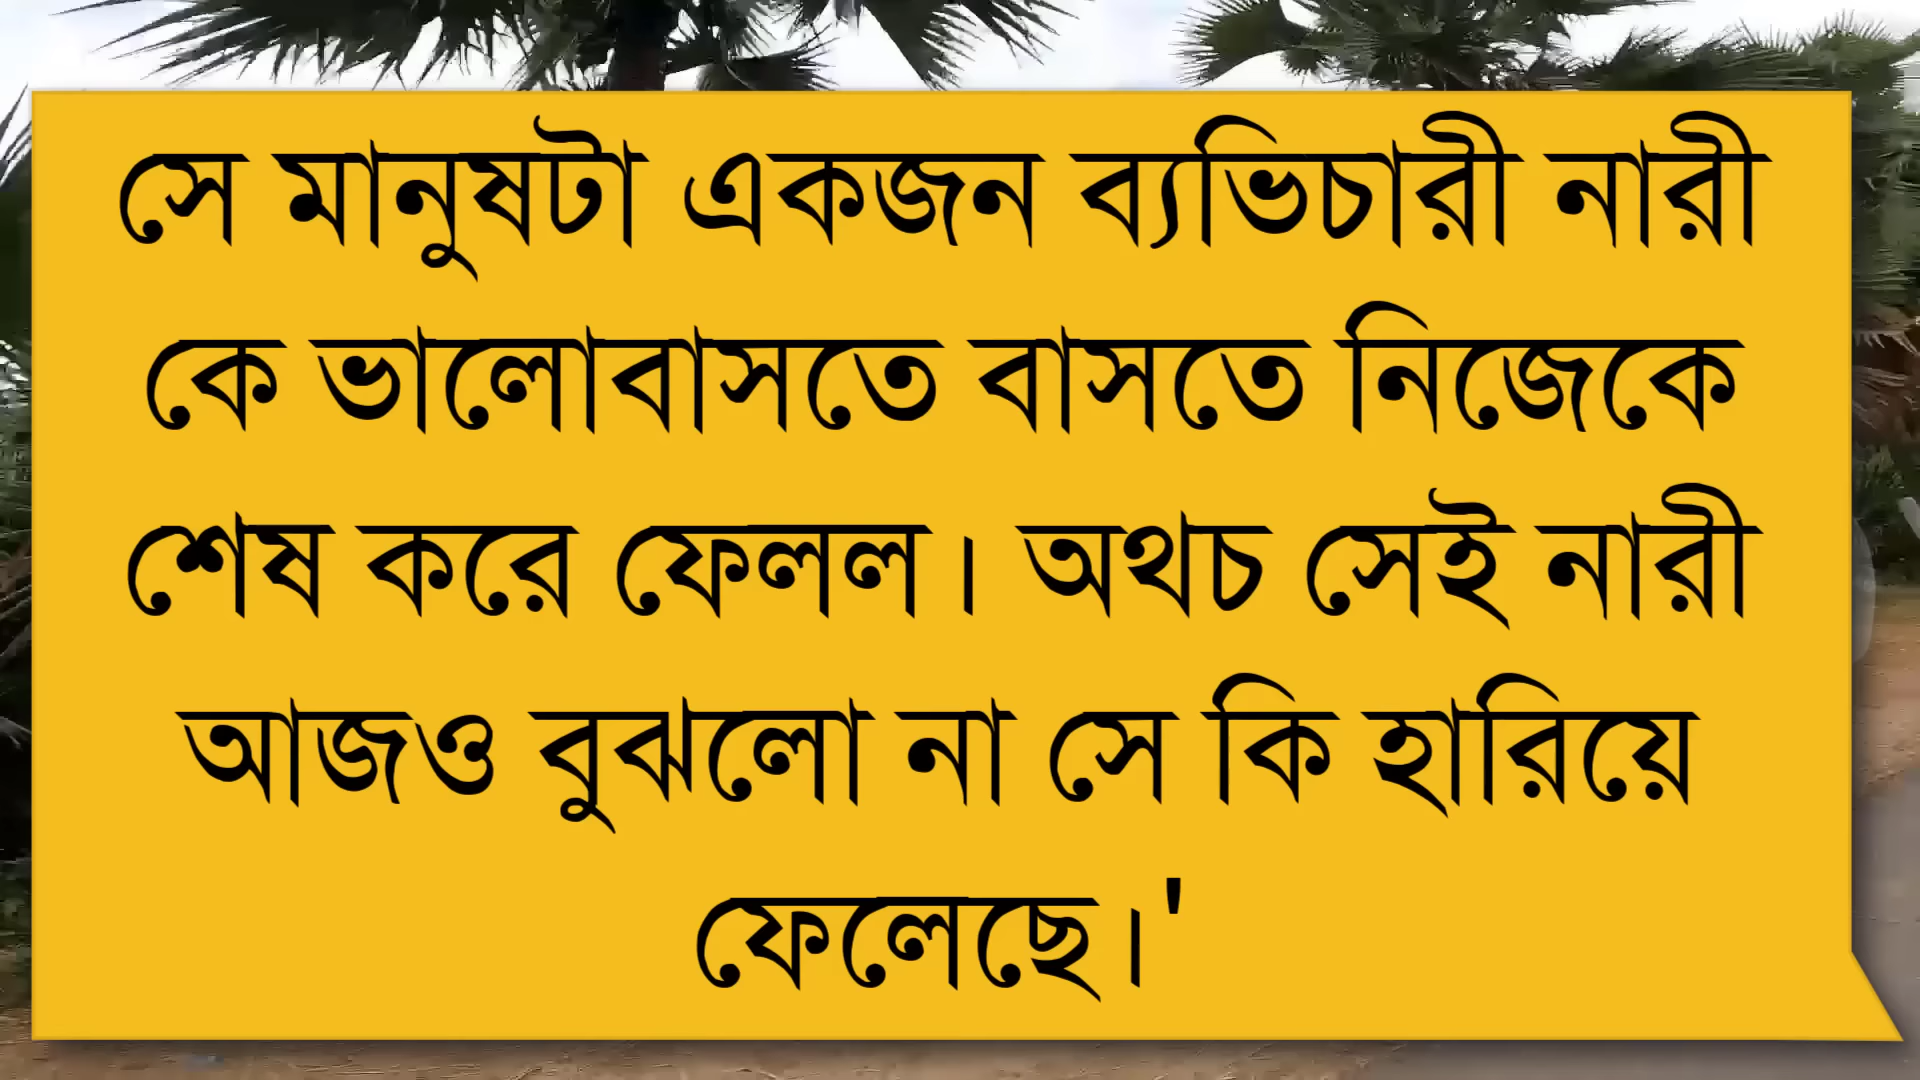 সে মানুষটা একজন ব্যভিচারী নারী
কে ভালোবাসতে বাসতে নিজেকে
শেষ করে ফেলল। অথচ সেই নারী
আজও বুঝলো না সে কি হারিয়ে
ফেলেছে।'